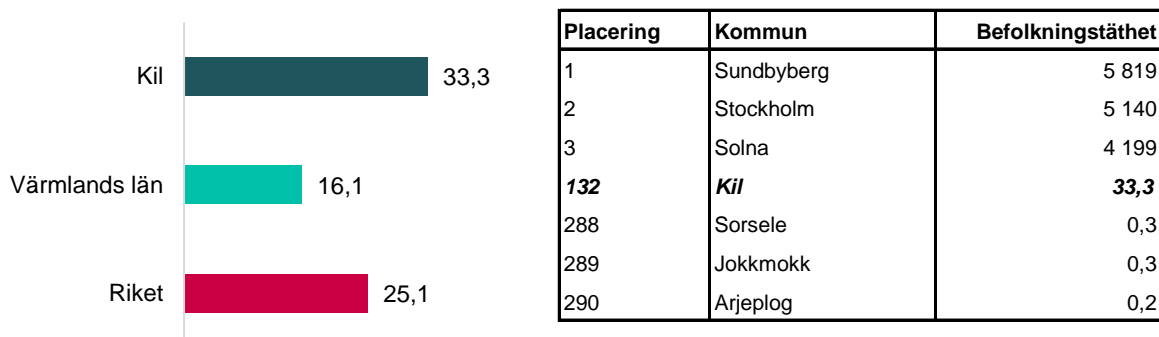 Kil 33,3
Värmlands län 16,1
Riket 25,1
Placering Kommun Befolkningstäthet
1 Sundbyberg 5 819
2 Stockholm 5 140
3 Solna 4 199
132 Kil 33,3
288 Sorsele 0,3
289 Jokkmokk 0,3
290 Arjeplog 0,2